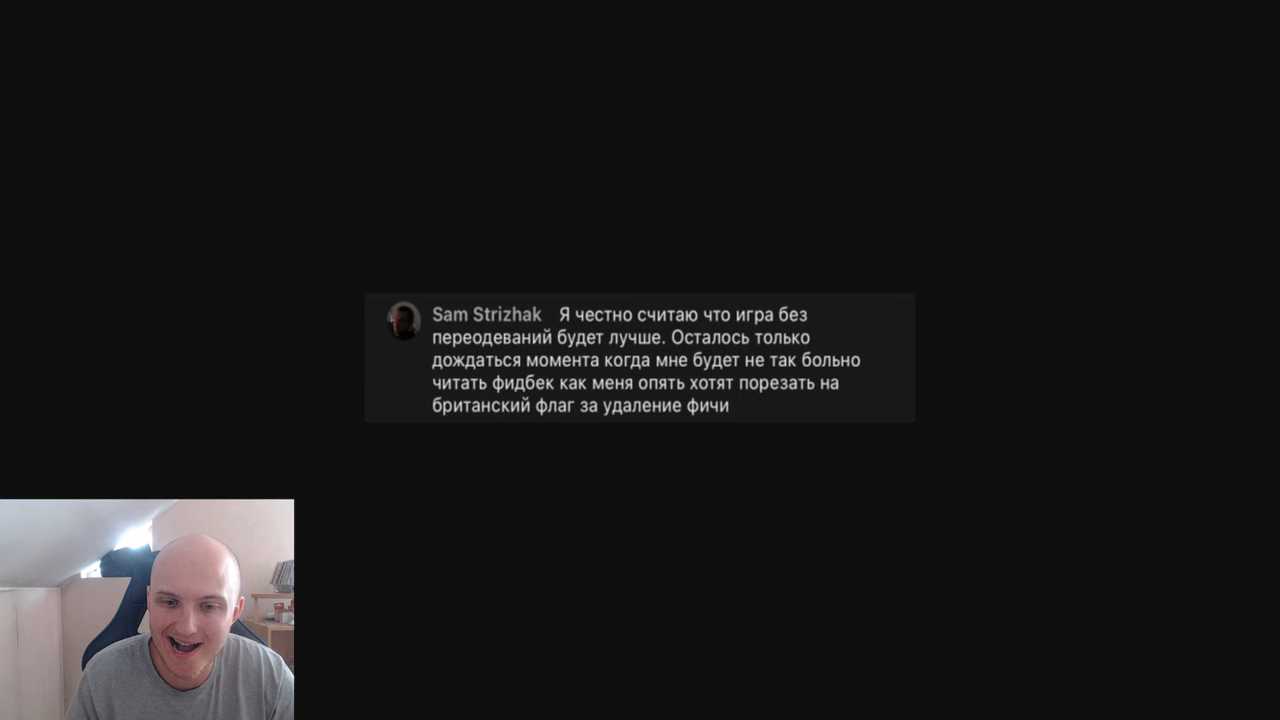 Sam Strizhak Я честно считаю что игра без
переодеваний будет лучше. Осталось только
дождаться момента когда мне будет не так больно
читать фидбек как меня опять хотят порезать на
британский флаг за удаление фичи